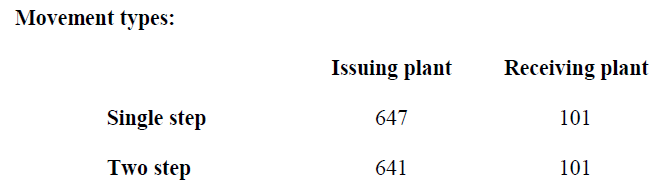 Movement types:
Issuing plant Receiving plant
Single step 647 101
Two step 641 101